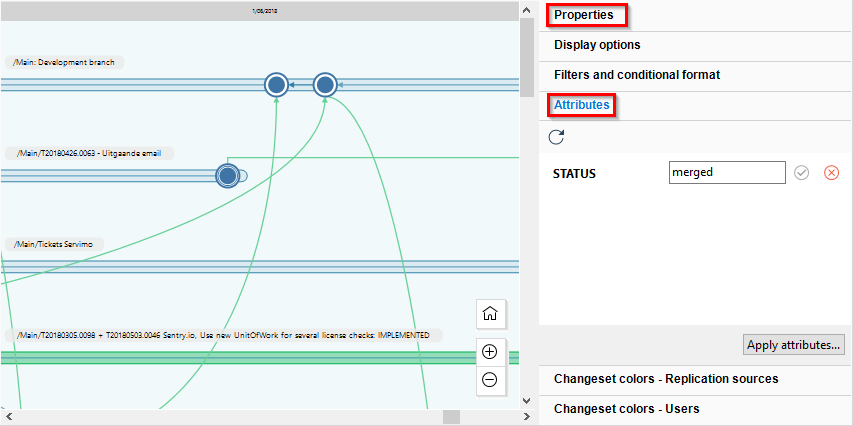 1/06/2018
/Main: Development branch
/Main/T20180426.0063 - Uitgaande email
/Main/Tickets Servimo
/Main/T20180305.0098 + T20180503.0046 Sentry.io, Use new UnitOfWork for several license checks: IMPLEMENTED
Properties
Display options
Filters and conditional format
Attributes
STATUS merged
Apply attributes...
Changeset colors - Replication sources
Changeset colors - Users